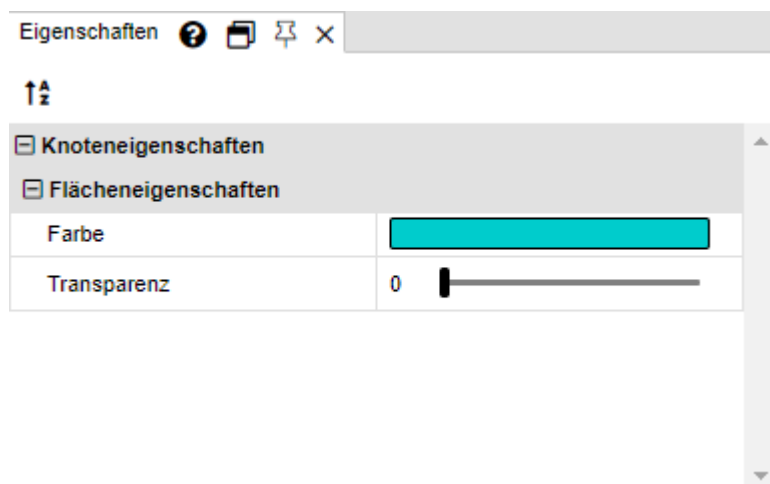 Eigenschaften
Knoteneigenschaften
Flächeneigenschaften
Farbe
Transparenz 0